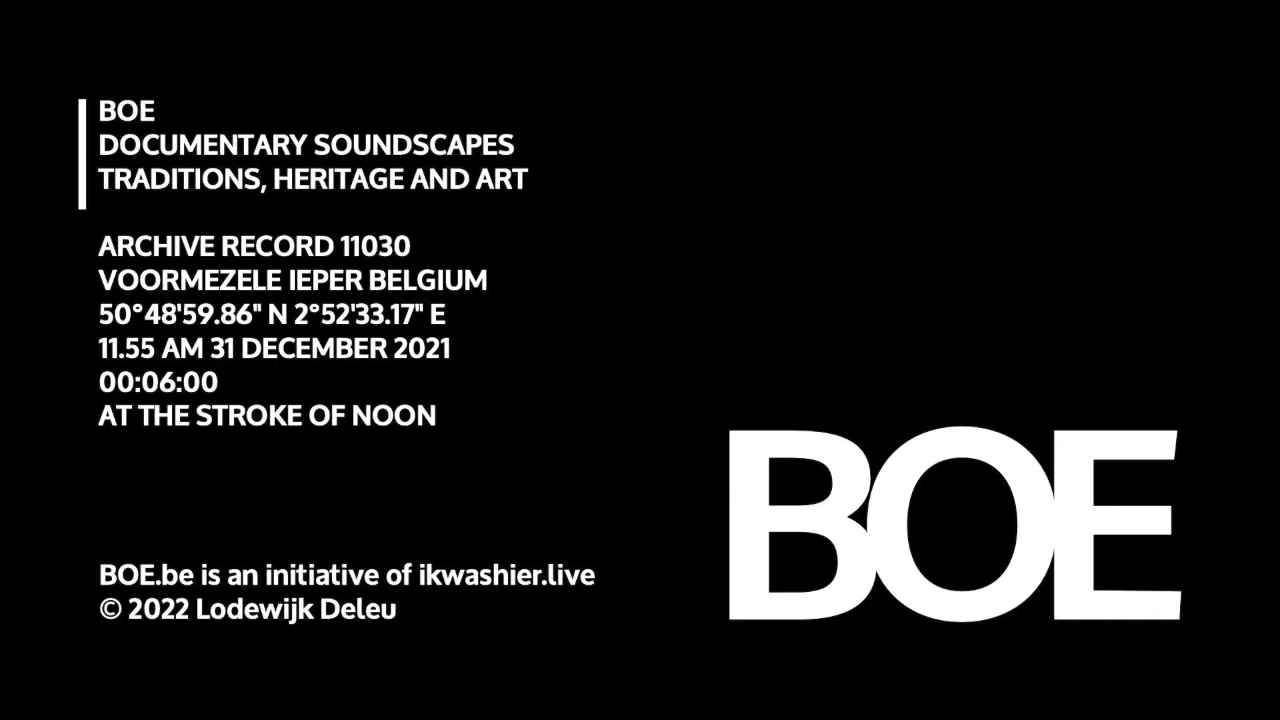 BOE
DOCUMENTARY SOUNDSCAPES
TRADITIONS, HERITAGE AND ART
ARCHIVE RECORD 11030
VOORMEZELE IEPER BELGIUM
50°48'59.86" N 2°52'33.17" E
11.55 AM 31 DECEMBER 2021
00:06:00
AT THE STROKE OF NOON
BOE.be is an initiative of ikwashier.live
© 2022 Lodewijk Deleu
BOE